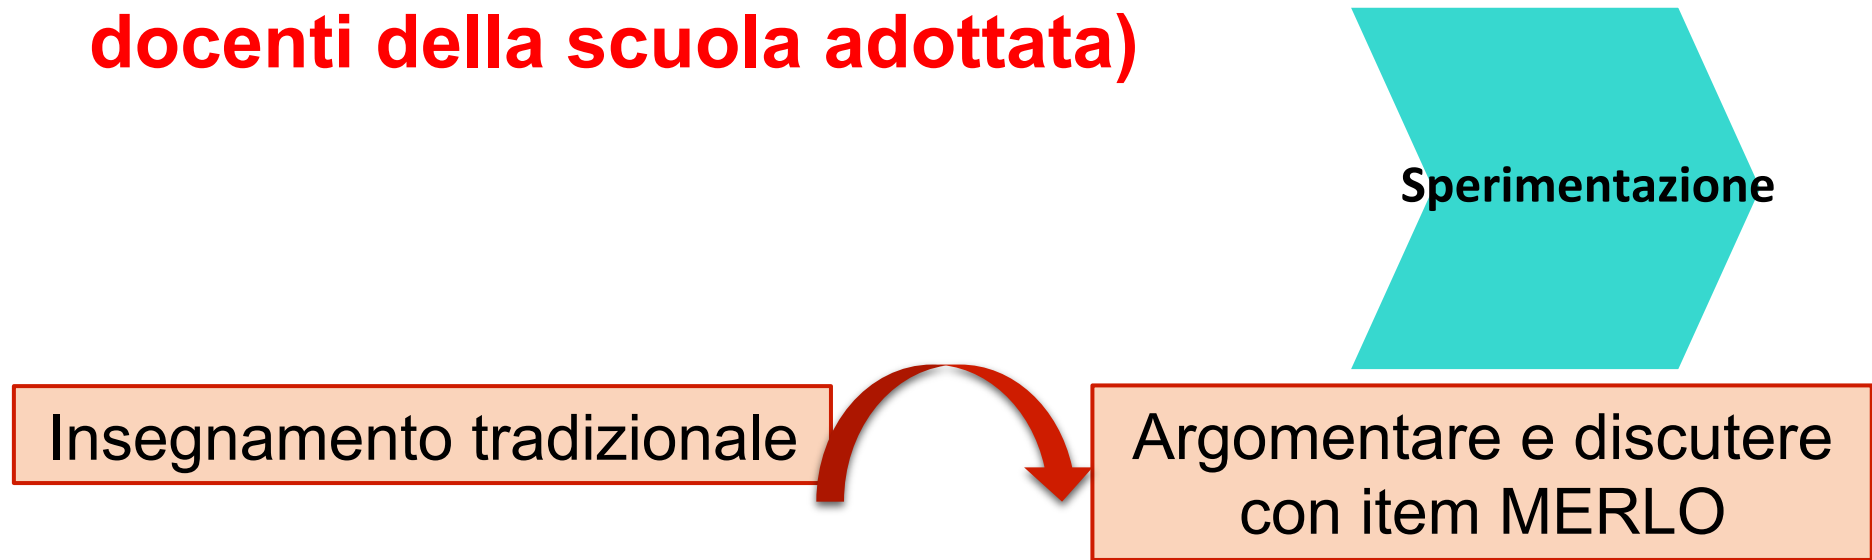 docenti della scuola adottata)
Sperimentazione
Insegnamento tradizionale
Argomentare e discutere
con item MERLO